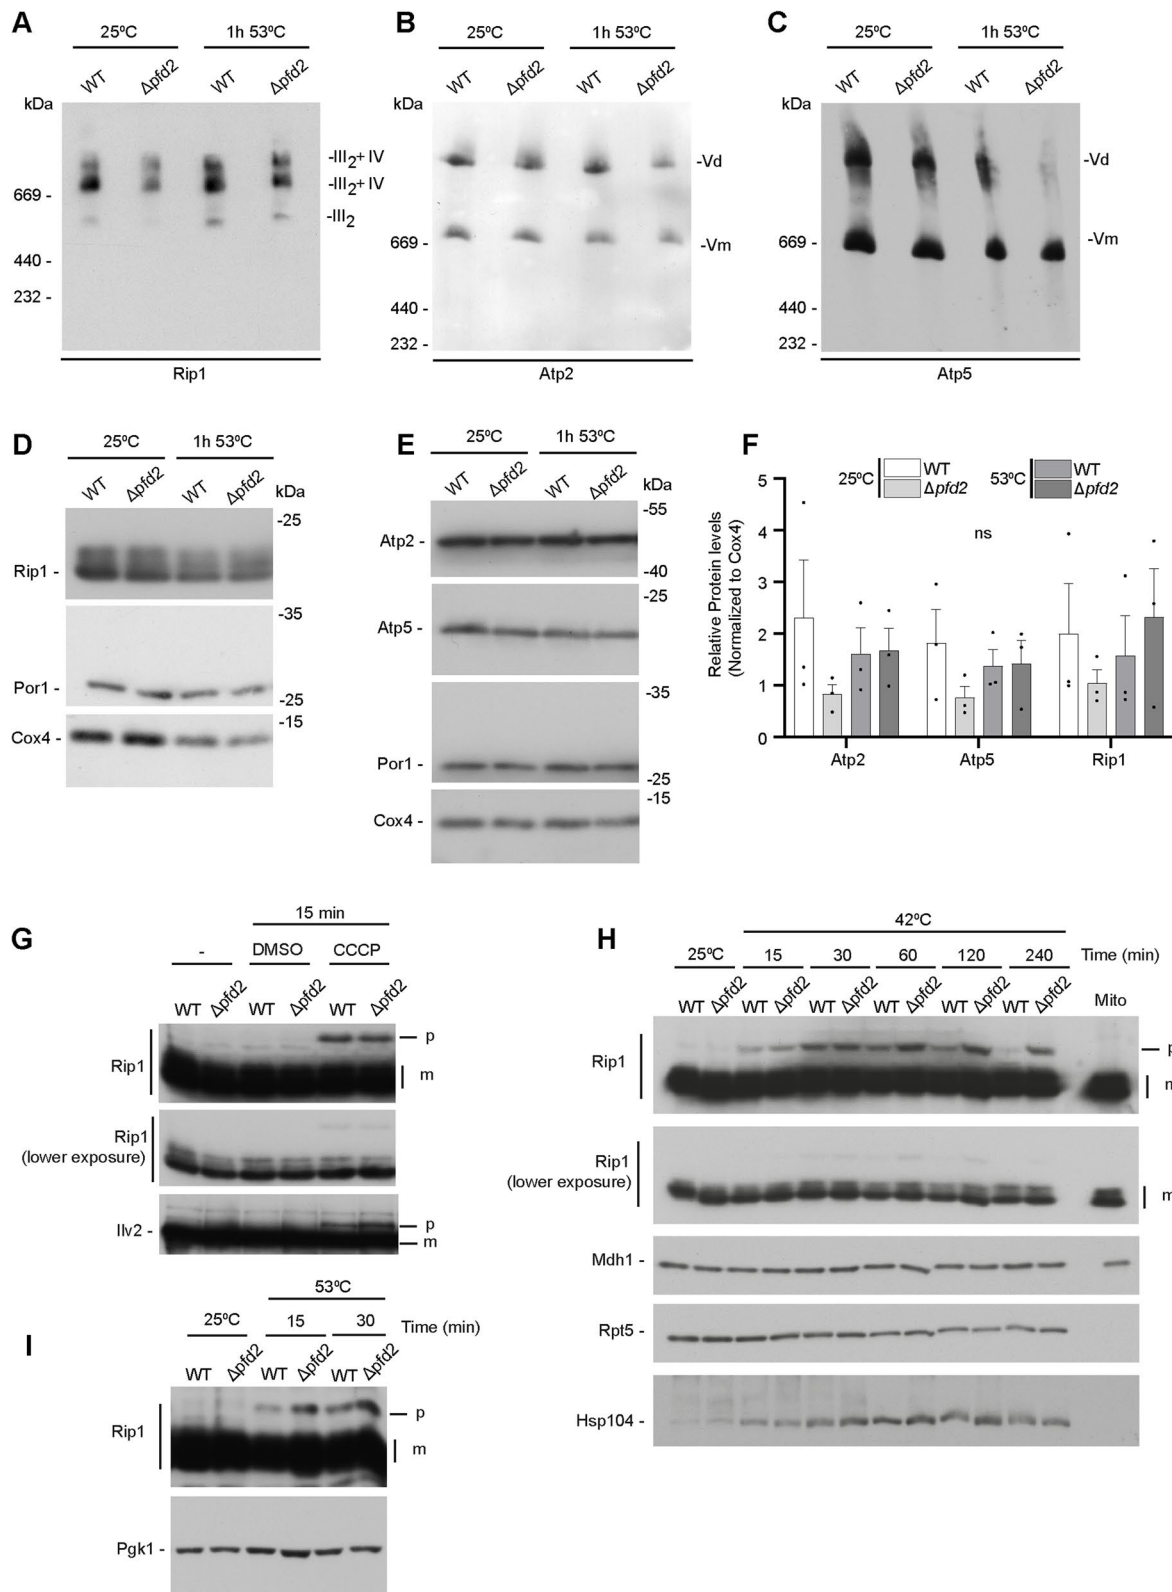 A
25ºC
1h 53ºC
WT
Δpfd2
WT
Δpfd2
kDa
669 -
440 -
232 -
-III2+ IV
-III2+ IV
-III2
Rip1
B
25ºC
1h 53ºC
WT
Δpfd2
WT
Δpfd2
kDa
669 -
440 -
232 -
-Vd
-Vm
Atp2
C
25ºC
1h 53ºC
WT
Δpfd2
WT
Δpfd2
kDa
669 -
440 -
232 -
-Vd
-Vm
Atp5
D
25ºC
1h 53ºC
WT
Δpfd2
WT
Δpfd2
kDa
-25
Rip1 -
-35
Por1 -
-25
-15
Cox4 -
E
25ºC
1h 53ºC
WT
Δpfd2
WT
Δpfd2
kDa
-55
Atp2 -
-40
-25
Atp5 -
-35
Por1 -
-25
-15
Cox4 -
F
25ºC
WT
Δpfd2
53ºC
WT
Δpfd2
Relative Protein levels
(Normalized to Cox4)
5
4
3
2
1
0
ns
Atp2
Atp5
Rip1
G
15 min
-
DMSO
CCCP
WT
Δpfd2
WT
Δpfd2
WT
Δpfd2
Rip1
p
m
Rip1
(lower exposure)
Ilv2 -
p
m
H
42ºC
25ºC
15
30
60
120
240
Time (min)
WT
Δpfd2
WT
Δpfd2
WT
Δpfd2
WT
Δpfd2
WT
Δpfd2
WT
Δpfd2
Mito
Rip1
Rip1
(lower exposure)
Mdh1 -
Rpt5 -
Hsp104 -
I
53ºC
25ºC
15
30
Time (min)
WT
Δpfd2
WT
Δpfd2
WT
Δpfd2
Rip1
p
m
Pgk1 -